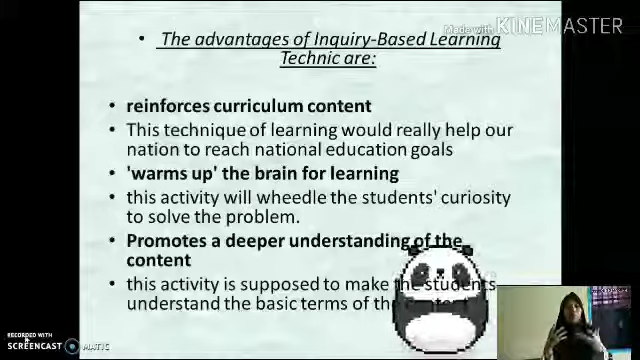 Made with KINEMASTER
• The advantages of Inquiry-Based Learning
Technic are:
• reinforces curriculum content
• This technique of learning would really help our
nation to reach national education goals
• 'warms up' the brain for learning
• this activity will wheedle the students' curiosity
to solve the problem.
• Promotes a deeper understanding of the
content
• this activity is supposed to make the students
understand the basic terms of the content
RECORDED WITH
SCREENCAST MATIC